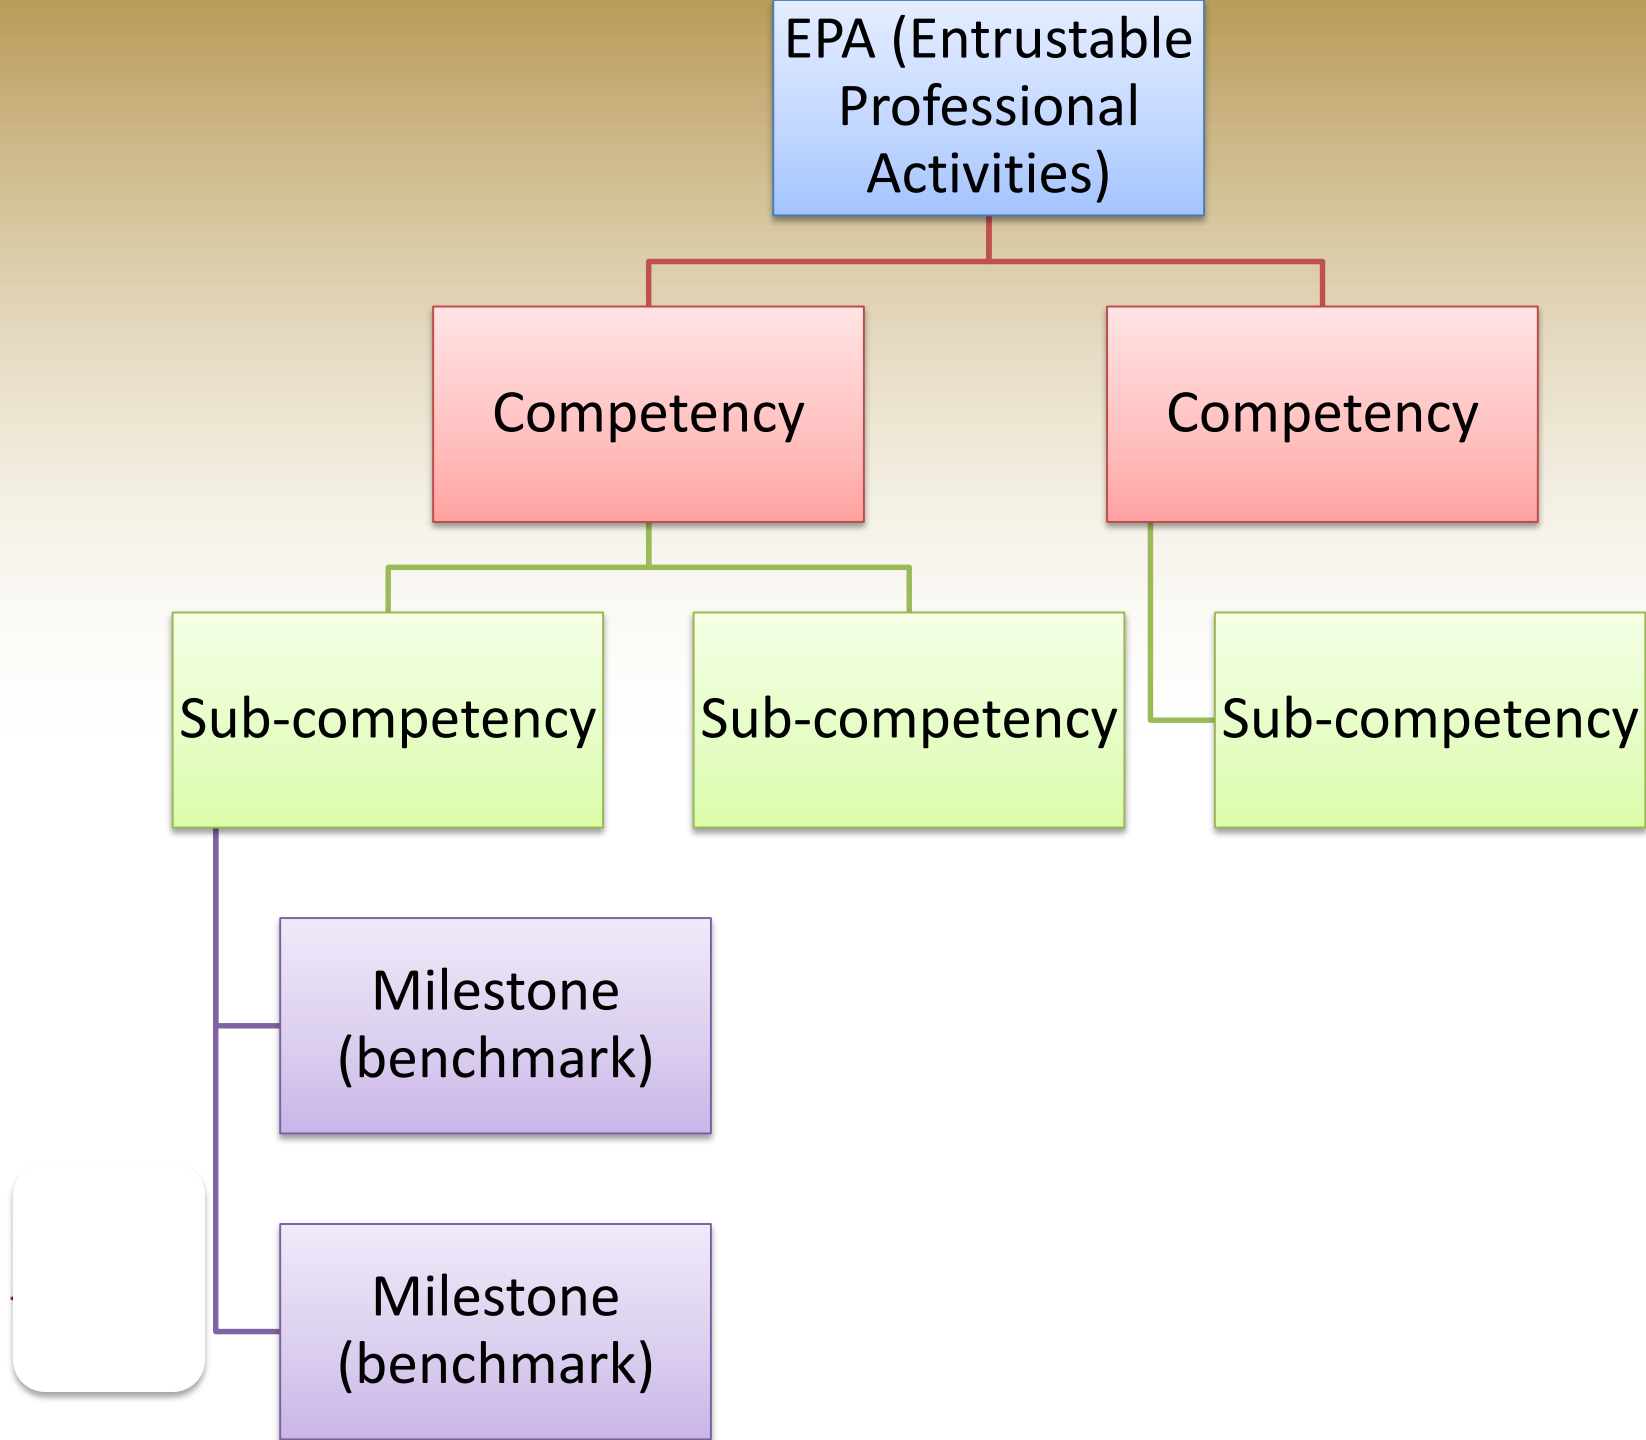 EPA (Entrustable
Professional
Activities)
Competency
Competency
Sub-competency
Sub-competency
Sub-competency
Milestone
(benchmark)
Milestone
(benchmark)